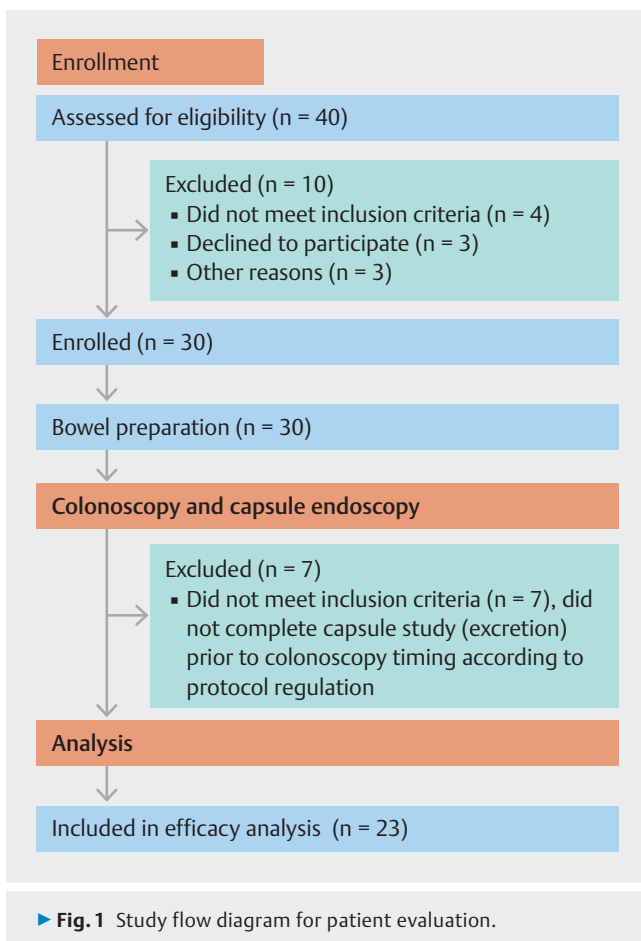 Enrollment
Assessed for eligibility (n = 40)
Excluded (n = 10)
▪ Did not meet inclusion criteria (n = 4)
▪ Declined to participate (n = 3)
▪ Other reasons (n = 3)
Enrolled (n = 30)
Bowel preparation (n = 30)
Colonoscopy and capsule endoscopy
Excluded (n = 7)
▪ Did not meet inclusion criteria (n = 7), did
not complete capsule study (excretion)
prior to colonoscopy timing according to
protocol regulation
Analysis
Included in efficacy analysis (n = 23)
▶ Fig. 1 Study flow diagram for patient evaluation.